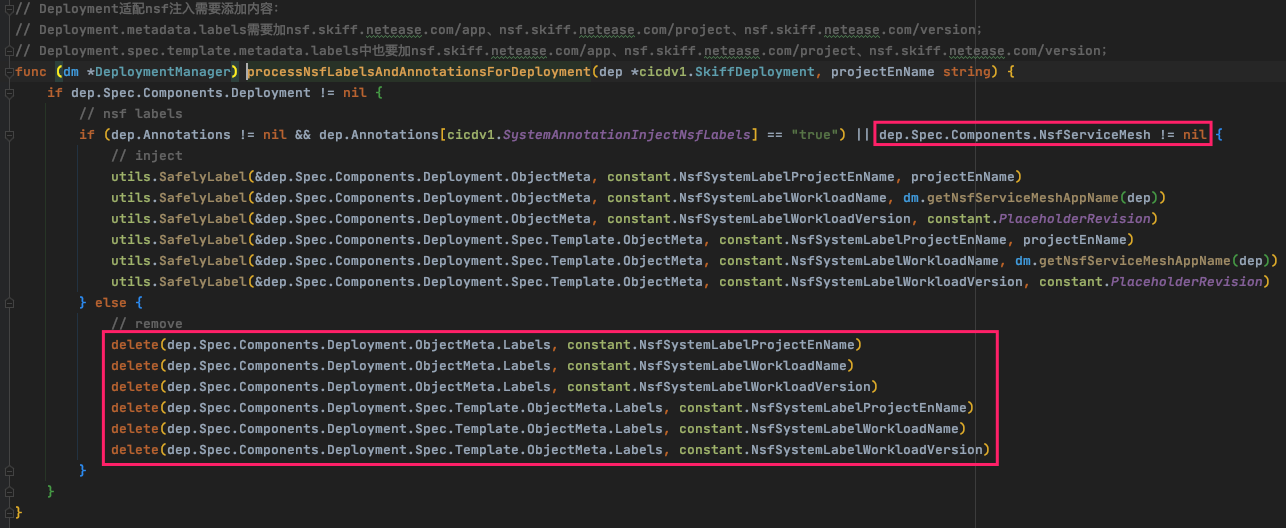 // Deployment适配nsf注入需要添加内容：
// Deployment.metadata.labels需要加nsf.skiff.netease.com/app、nsf.skiff.netease.com/project、nsf.skiff.netease.com/version；
// Deployment.spec.template.metadata.labels中也要加nsf.skiff.netease.com/app、nsf.skiff.netease.com/project、nsf.skiff.netease.com/version；
func (dm *DeploymentManager) processNsfLabelsAndAnnotationsForDeployment(dep *cicdv1.SkiffDeployment, projectEnName string) {
    if dep.Spec.Components.Deployment != nil {
        // nsf labels
        if (dep.Annotations != nil && dep.Annotations[cicdv1.SystemAnnotationInjectNsfLabels] == "true") || dep.Spec.Components.NsfServiceMesh != nil {
            // inject
            utils.SafelyLabel(&dep.Spec.Components.Deployment.ObjectMeta, constant.NsfSystemLabelProjectEnName, projectEnName)
            utils.SafelyLabel(&dep.Spec.Components.Deployment.ObjectMeta, constant.NsfSystemLabelWorkloadName, dm.getNsfServiceMeshAppName(dep))
            utils.SafelyLabel(&dep.Spec.Components.Deployment.ObjectMeta, constant.NsfSystemLabelWorkloadVersion, constant.PlaceholderRevision)
            utils.SafelyLabel(&dep.Spec.Components.Deployment.Spec.Template.ObjectMeta, constant.NsfSystemLabelProjectEnName, projectEnName)
            utils.SafelyLabel(&dep.Spec.Components.Deployment.Spec.Template.ObjectMeta, constant.NsfSystemLabelWorkloadName, dm.getNsfServiceMeshAppName(dep))
            utils.SafelyLabel(&dep.Spec.Components.Deployment.Spec.Template.ObjectMeta, constant.NsfSystemLabelWorkloadVersion, constant.PlaceholderRevision)
        } else {
            // remove
            delete(dep.Spec.Components.Deployment.ObjectMeta.Labels, constant.NsfSystemLabelProjectEnName)
            delete(dep.Spec.Components.Deployment.ObjectMeta.Labels, constant.NsfSystemLabelWorkloadName)
            delete(dep.Spec.Components.Deployment.ObjectMeta.Labels, constant.NsfSystemLabelWorkloadVersion)
            delete(dep.Spec.Components.Deployment.Spec.Template.ObjectMeta.Labels, constant.NsfSystemLabelProjectEnName)
            delete(dep.Spec.Components.Deployment.Spec.Template.ObjectMeta.Labels, constant.NsfSystemLabelWorkloadName)
            delete(dep.Spec.Components.Deployment.Spec.Template.ObjectMeta.Labels, constant.NsfSystemLabelWorkloadVersion)
        }
    }
}